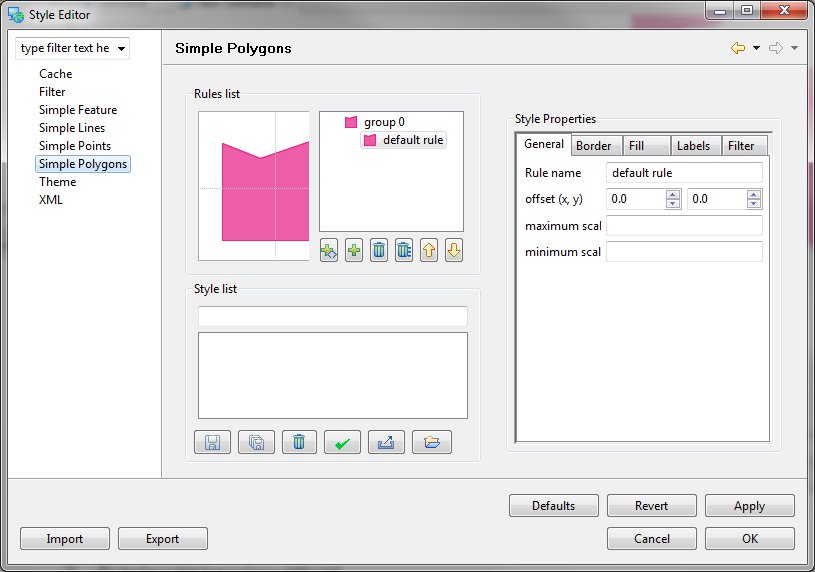 Style Editor
type filter text he
Cache
Filter
Simple Feature
Simple Lines
Simple Points
Simple Polygons
Theme
XML
Simple Polygons
Rules list
group 0
default rule
Style list
Style Properties
General Border Fill Labels Filter
Rule name default rule
offset (x, y) 0.0 0.0
maximum scal
minimum scal
Defaults Revert Apply
Import Export Cancel OK